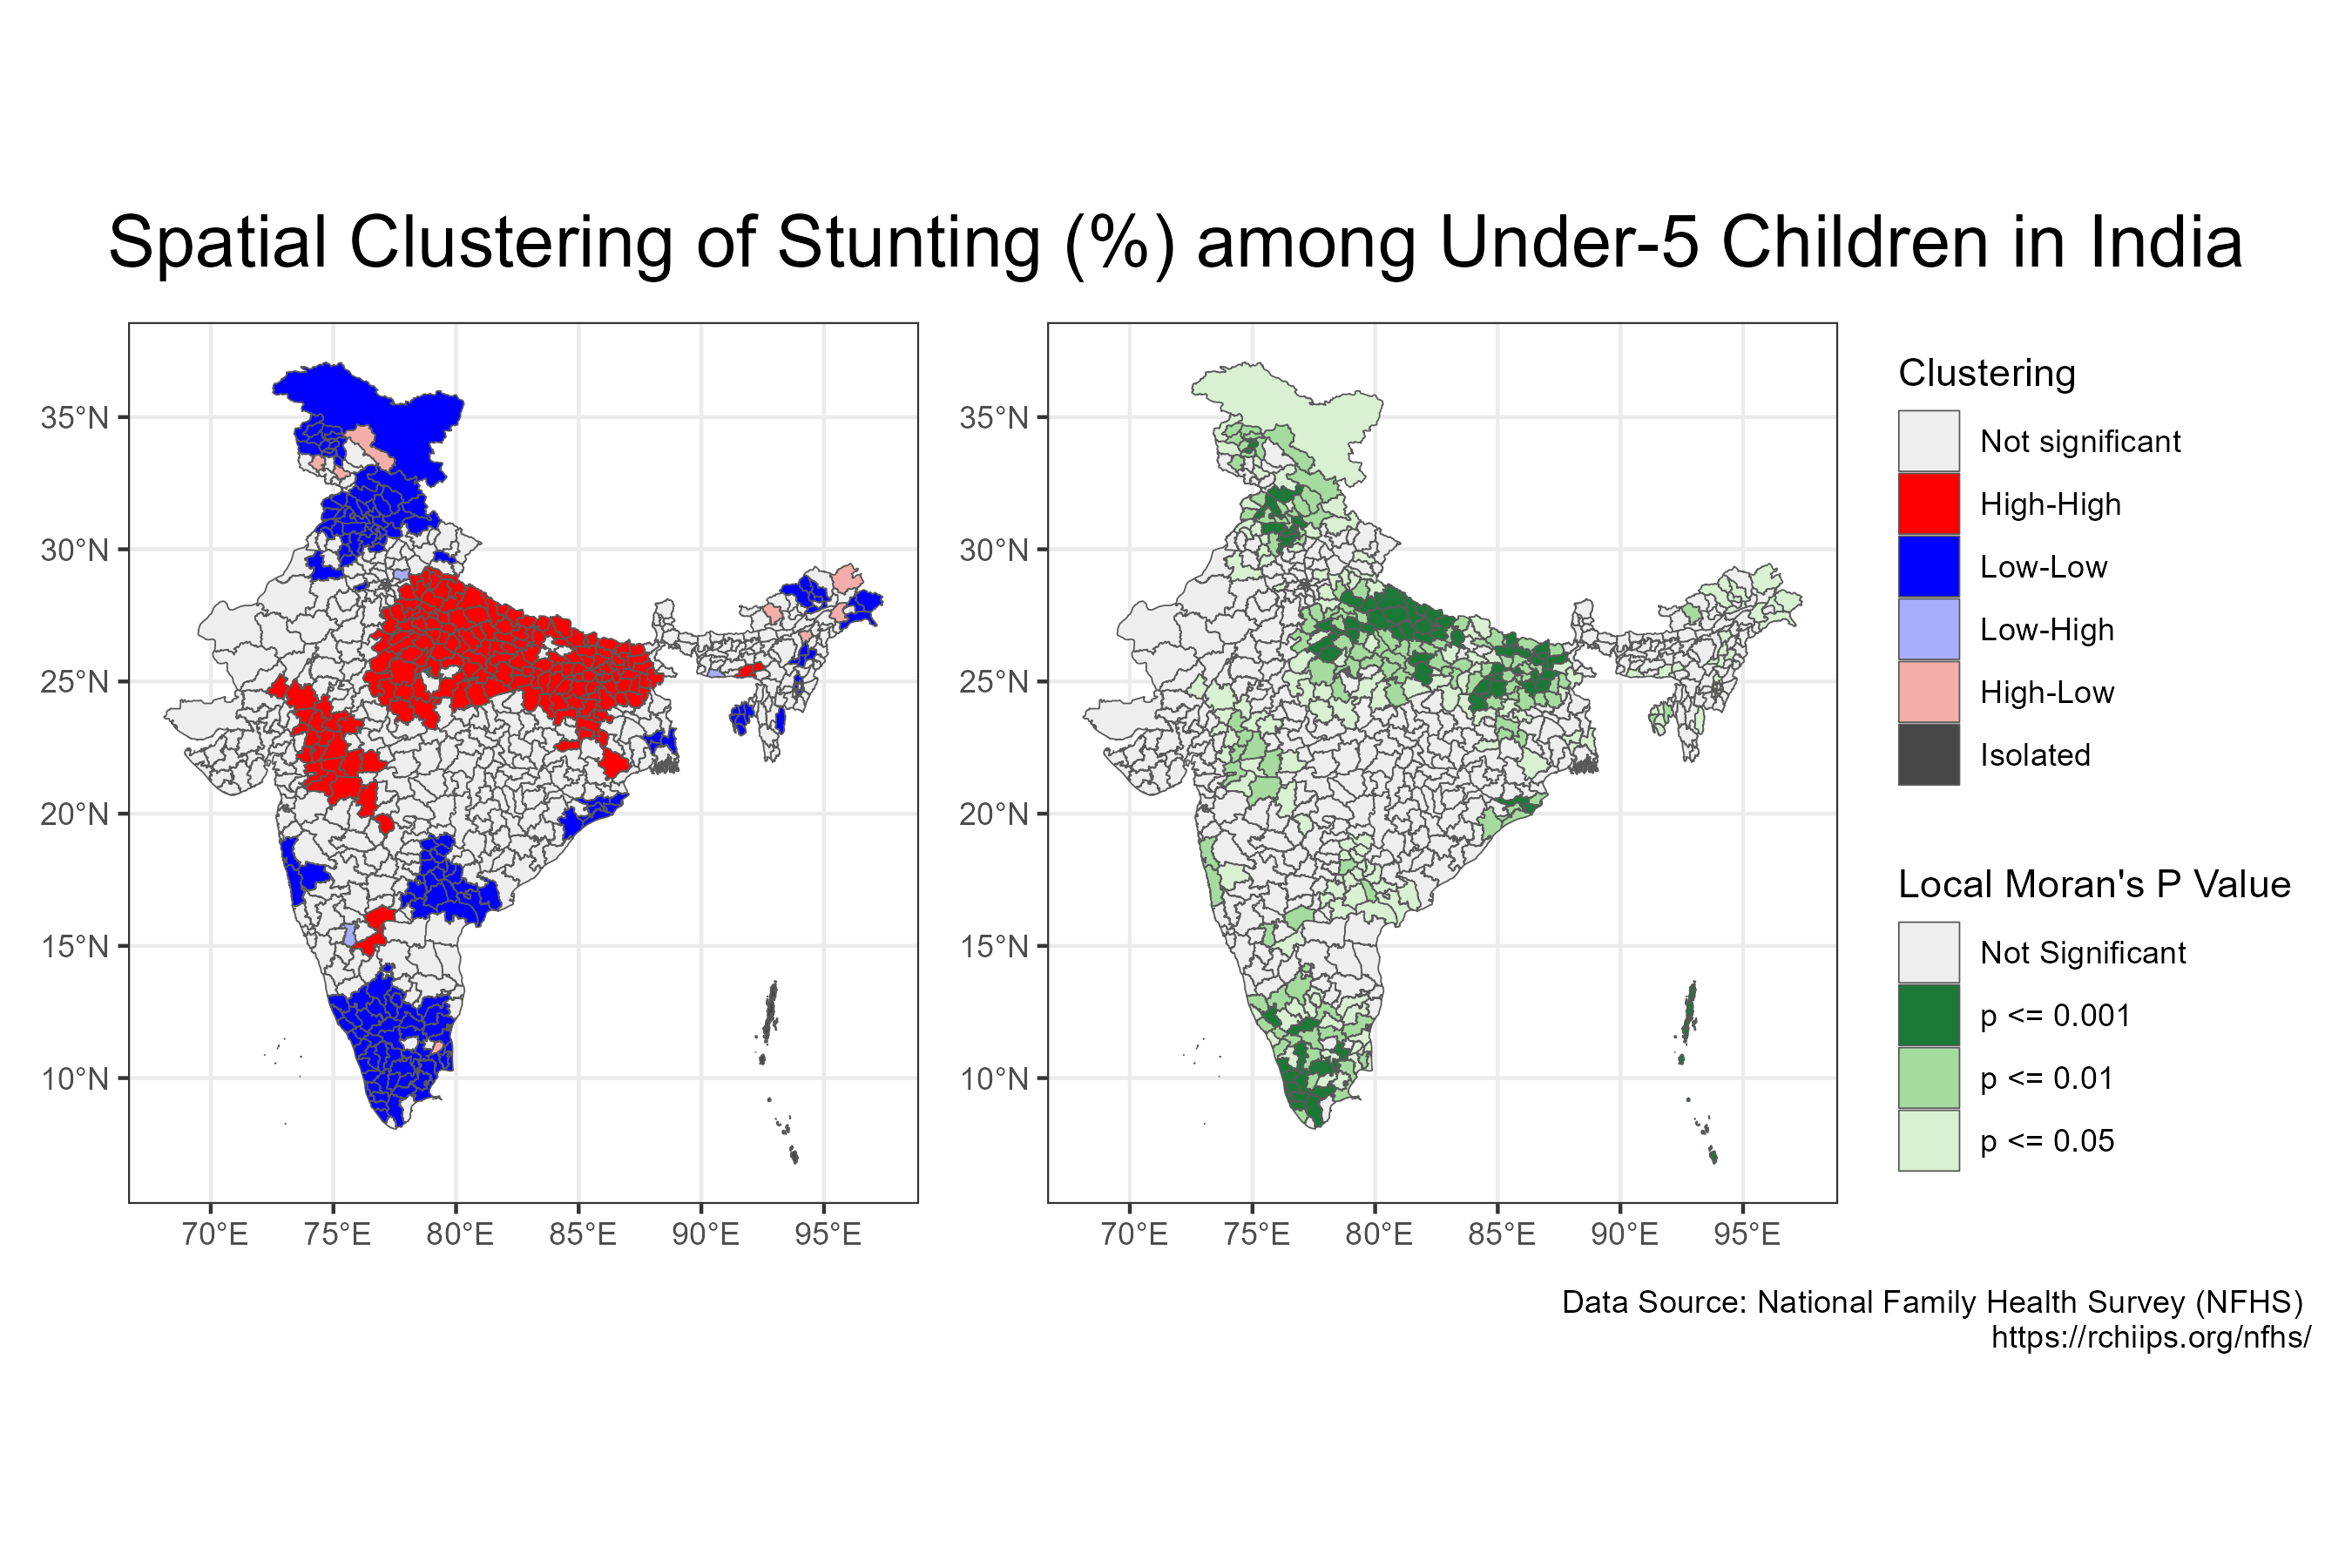 Spatial Clustering of Stunting (%) among Under-5 Children in India
35°N
30°N
25°N
20°N
15°N
10°N
70°E 75°E 80°E 85°E 90°E 95°E
35°N
30°N
25°N
20°N
15°N
10°N
70°E 75°E 80°E 85°E 90°E 95°E
Clustering
Not significant
High-High
Low-Low
Low-High
High-Low
Isolated
Local Moran's P Value
Not Significant
p <= 0.001
p <= 0.01
p <= 0.05
Data Source: National Family Health Survey (NFHS)
https://rchiips.org/nfhs/